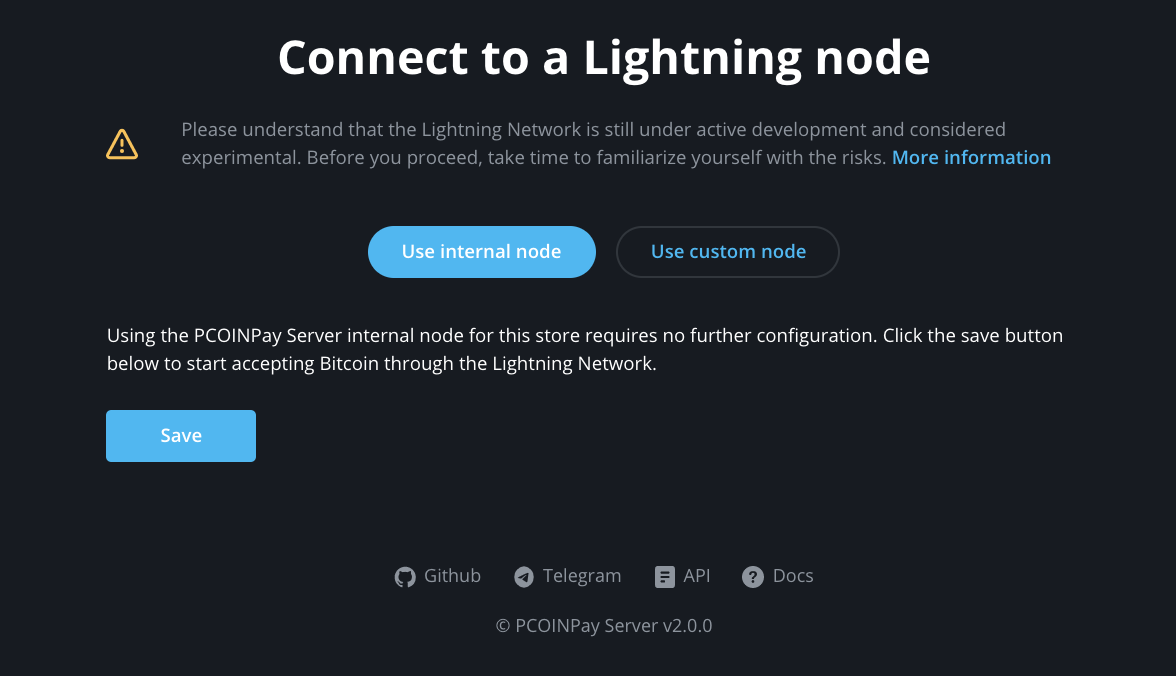 Connect to a Lightning node
Please understand that the Lightning Network is still under active development and considered
experimental. Before you proceed, take time to familiarize yourself with the risks. More information
Use internal node
Use custom node
Using the PCOINPay Server internal node for this store requires no further configuration. Click the save button
below to start accepting Bitcoin through the Lightning Network.
Save
Github
Telegram
API
Docs
© PCOINPay Server v2.0.0